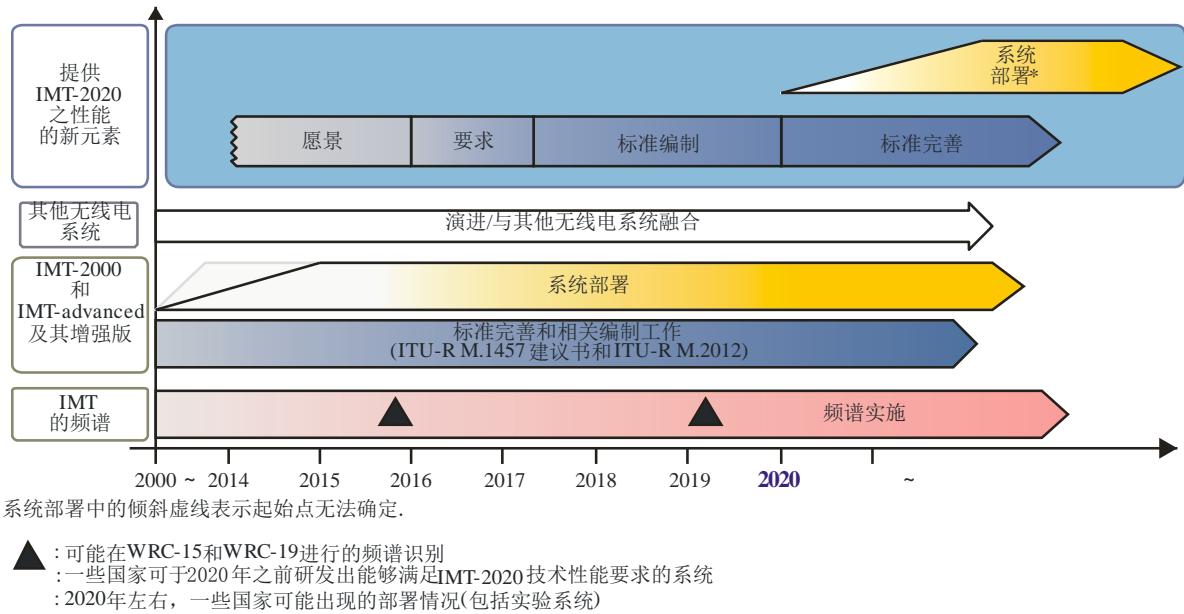 提供
IMT-2020
之性能
的新元素
系统
部署*
愿景
要求
标准编制
标准完善
其他无线电
系统
演进/与其他无线电系统融合
IMT-2000
和
IMT-advanced
及其增强版
系统部署
标准完善和相关编制工作
(ITU-R M.1457 建议书和ITU-R M.2012)
IMT
的频谱
频谱实施
2000 ~ 2014 2015 2016 2017 2018 2019 2020 ~
系统部署中的倾斜虚线表示起始点无法确定.
: 可能在WRC-15和WRC-19进行的频谱识别
: 一些国家可于2020年之前研发出能够满足IMT-2020 技术性能要求的系统
: 2020年左右，一些国家可能出现的部署情况(包括实验系统)